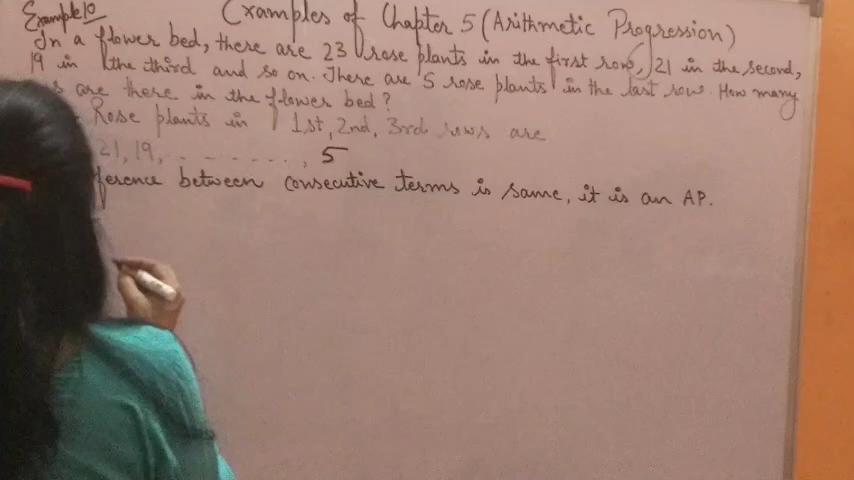 Examples of Chapter 5 (Arithmetic Progression)
Example 10
In a flower bed, there are 23 rose plants in the first row, 21 in the second,
19 in the third and so on. There are 5 rose plants in the last row. How many
are there in the flower bed?
Rose plants in 1st, 2nd, 3rd rows are
21, 19, . . . . . . . . , 5
ference between consecutive terms is same, it is an AP.